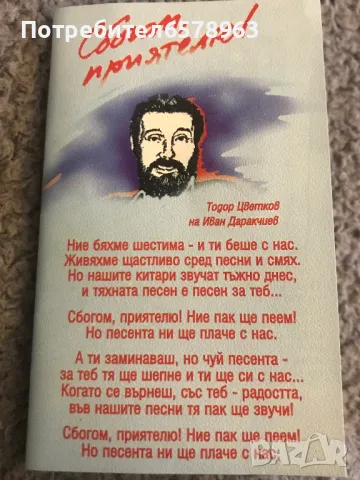 Потребител6578963
Сбогом,
приятелю!
Тодор Цветков
на Иван Даракчиев
Ние бяхме шестима - и ти беше с нас.
Живяхме щастливо сред песни и смях.
Но нашите китари звучат тъжно днес,
и тяхната песен е песен за теб...
Сбогом, приятелю! Ние пак ще пеем!
Но песента ни ще плаче с нас.
А ти заминаваш, но чуй песента -
за теб тя ще шепне и ти ще си с нас...
Когато се върнеш, със теб - радостта,
във нашите песни тя пак ще звучи!
Сбогом, приятелю! Ние пак ще пеем!
Но песента ни ще плаче с нас.
BAZAR